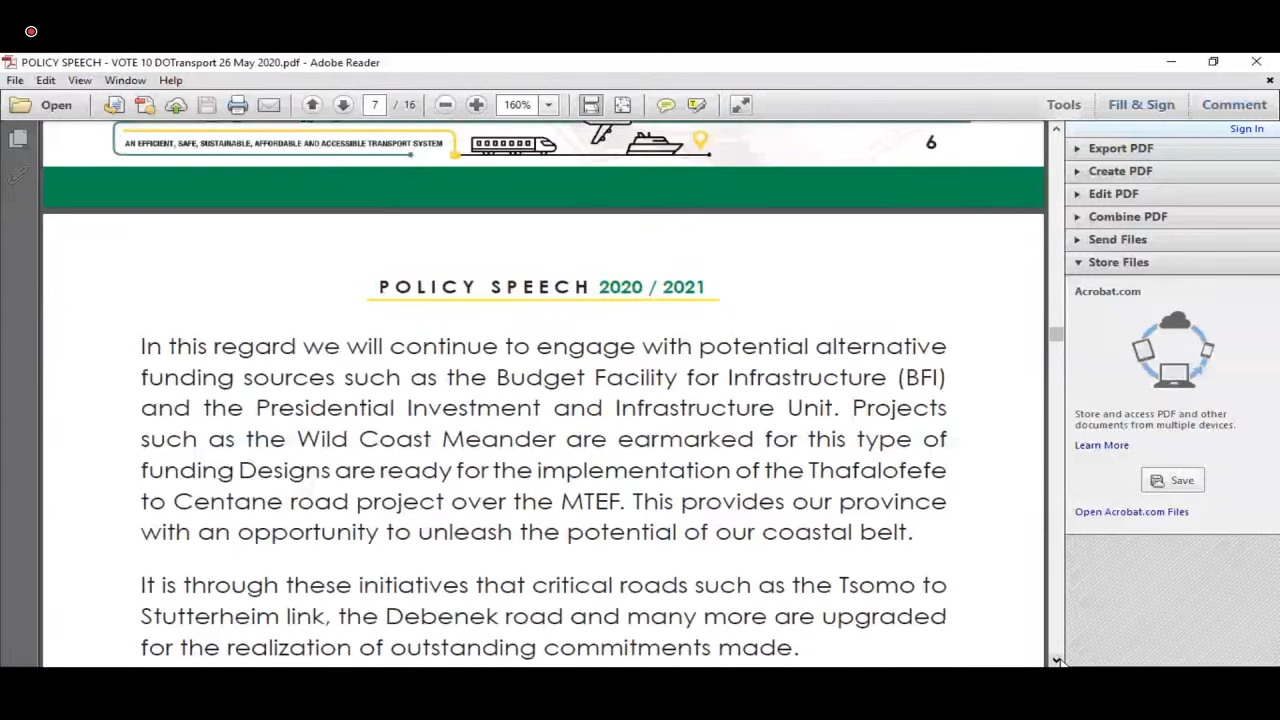 POLICY SPEECH - VOTE 10 DOTransport 26 May 2020.pdf - Adobe Reader
File Edit View Window Help
Open 7 / 16 160% Tools Fill & Sign Comment
Sign In
AN EFFICIENT, SAFE, SUSTAINABLE, AFFORDABLE AND ACCESSIBLE TRANSPORT SYSTEM 6
POLICY SPEECH 2020 / 2021
In this regard we will continue to engage with potential alternative
funding sources such as the Budget Facility for Infrastructure (BFI)
and the Presidential Investment and Infrastructure Unit. Projects
such as the Wild Coast Meander are earmarked for this type of
funding Designs are ready for the implementation of the Thafalofefe
to Centane road project over the MTEF. This provides our province
with an opportunity to unleash the potential of our coastal belt.
It is through these initiatives that critical roads such as the Tsomo to
Stutterheim link, the Debenek road and many more are upgraded
for the realization of outstanding commitments made.
Export PDF
Create PDF
Edit PDF
Combine PDF
Send Files
Store Files
Acrobat.com
Store and access PDF and other
documents from multiple devices.
Learn More
Save
Open Acrobat.com Files